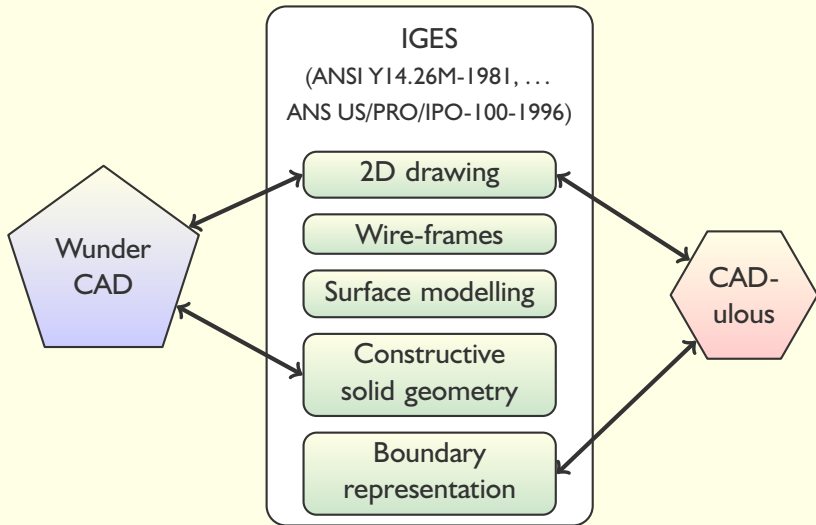 IGES
(ANSI Y14.26M-1981, …
ANS US/PRO/IPO-100-1996)
2D drawing
Wire-frames
Surface modelling
Constructive
solid geometry
Boundary
representation
Wunder
CAD
CAD-
ulous